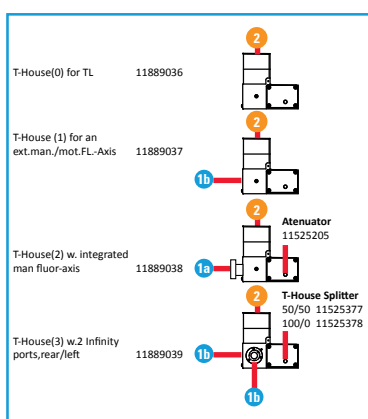 2
T-House(0) for TL 11889036
2
T-House (1) for an
ext.man./mot.FL.-Axis 11889037
1b
2
Atenuator
11525205
T-House(2) w. integrated
man fluor-axis 11889038
1a
2
T-House Splitter
50/50 11525377
100/0 11525378
T-House(3) w.2 Infinity
ports,rear/left 11889039
1b
1b